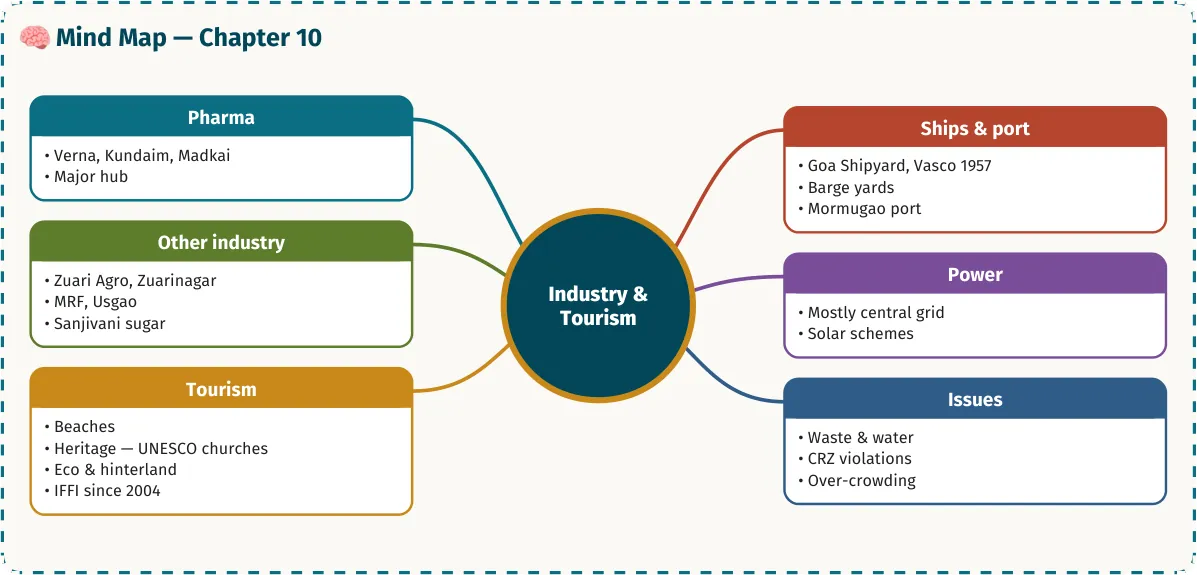 🧠 Mind Map — Chapter 10
Pharma
• Verna, Kundaim, Madkai
• Major hub
Other industry
• Zuari Agro, Zuarinagar
• MRF, Usgao
• Sanjivani sugar
Tourism
• Beaches
• Heritage — UNESCO churches
• Eco & hinterland
• IFFI since 2004
Industry &
Tourism
Ships & port
• Goa Shipyard, Vasco 1957
• Barge yards
• Mormugao port
Power
• Mostly central grid
• Solar schemes
Issues
• Waste & water
• CRZ violations
• Over-crowding